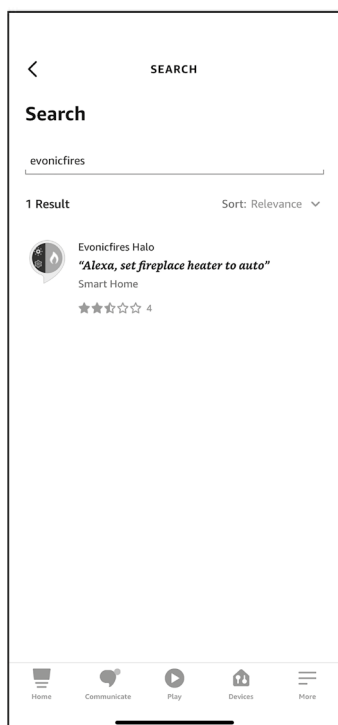 SEARCH
Search
evonicfires
1 Result Sort: Relevance
Evonicfires Halo
“Alexa, set fireplace heater to auto”
Smart Home
4
Home Communicate Play Devices More